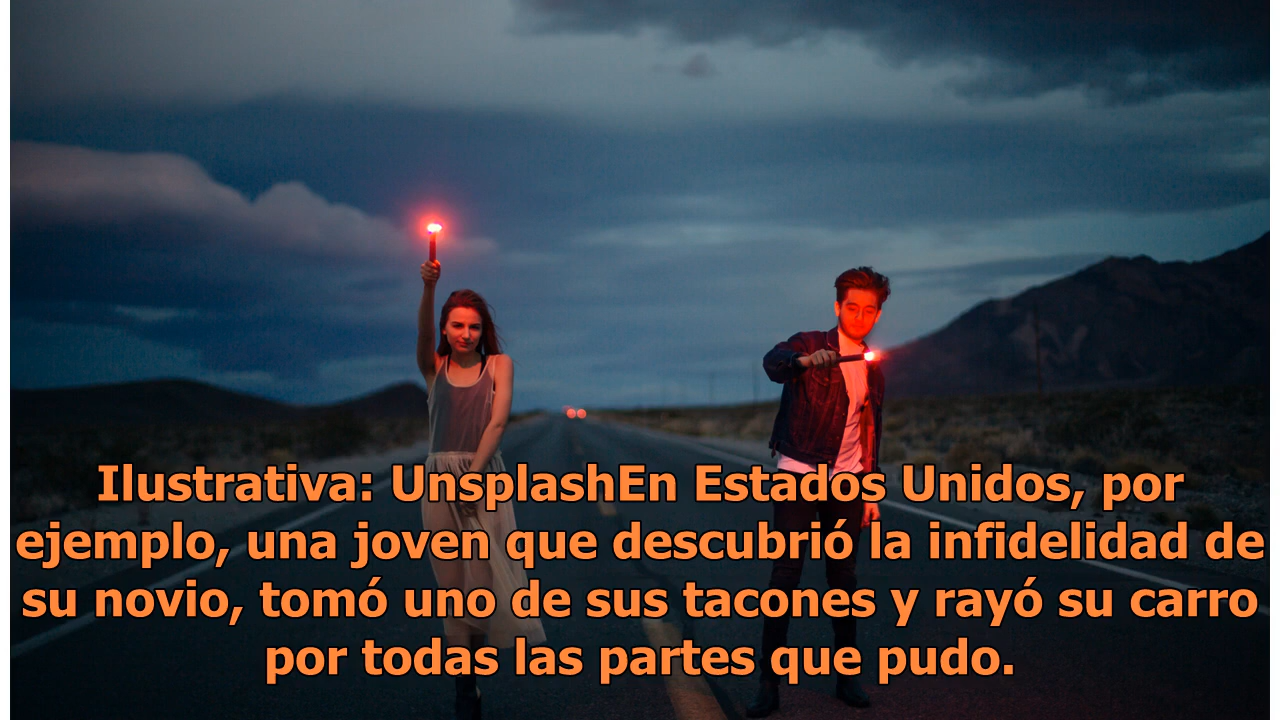 Ilustrativa: UnsplashEn Estados Unidos, por
ejemplo, una joven que descubrió la infidelidad de
su novio, tomó uno de sus tacones y rayó su carro
por todas las partes que pudo.